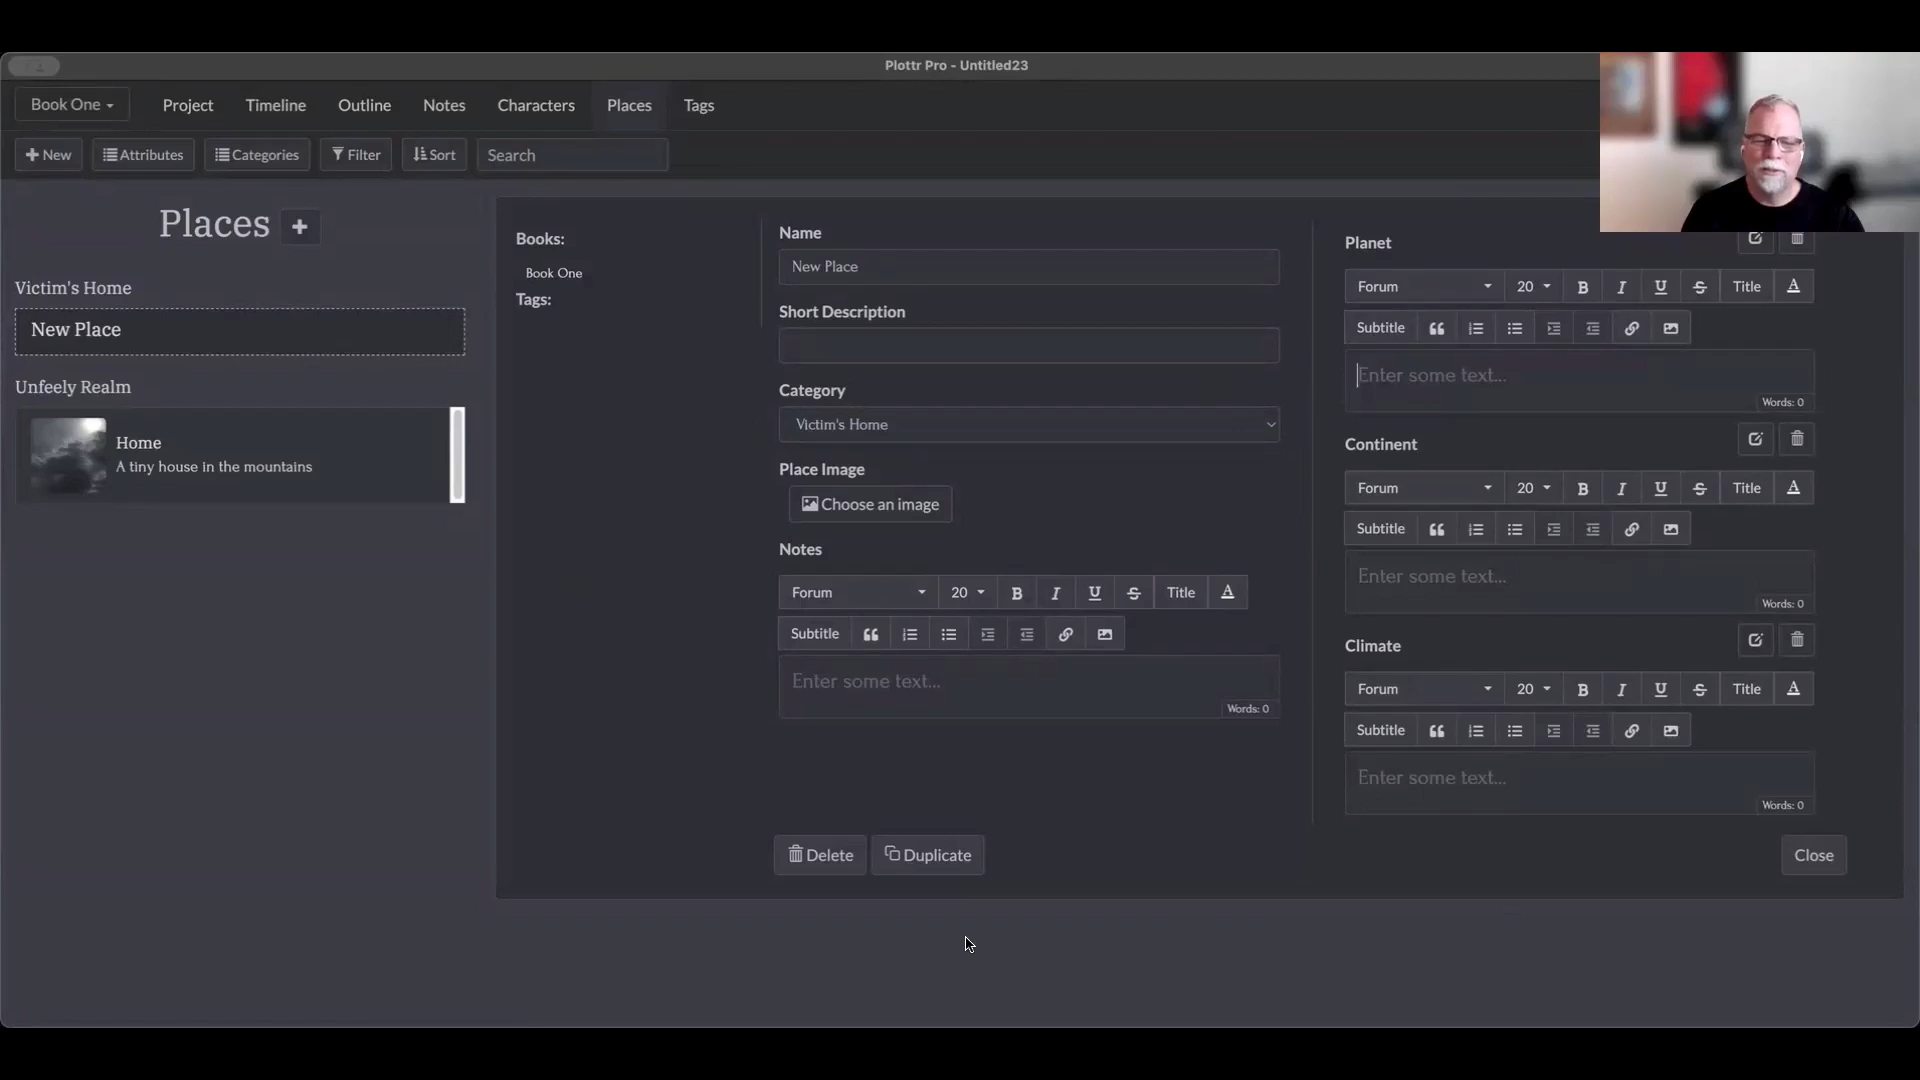 Plottr Pro - Untitled23
Book One
Project
Timeline
Outline
Notes
Characters
Places
Tags
New
Attributes
Categories
Filter
Sort
Search
Places
Victim's Home
New Place
Unfeely Realm
Home
A tiny house in the mountains
Books:
Book One
Tags:
Name
New Place
Short Description
Category
Victim's Home
Place Image
Choose an image
Notes
Forum 20 B I U S Title A
Subtitle
Enter some text...
Words: 0
Delete
Duplicate
Planet
Forum 20 B I U S Title A
Subtitle
Enter some text...
Words: 0
Continent
Forum 20 B I U S Title A
Subtitle
Enter some text...
Words: 0
Climate
Forum 20 B I U S Title A
Subtitle
Enter some text...
Words: 0
Close